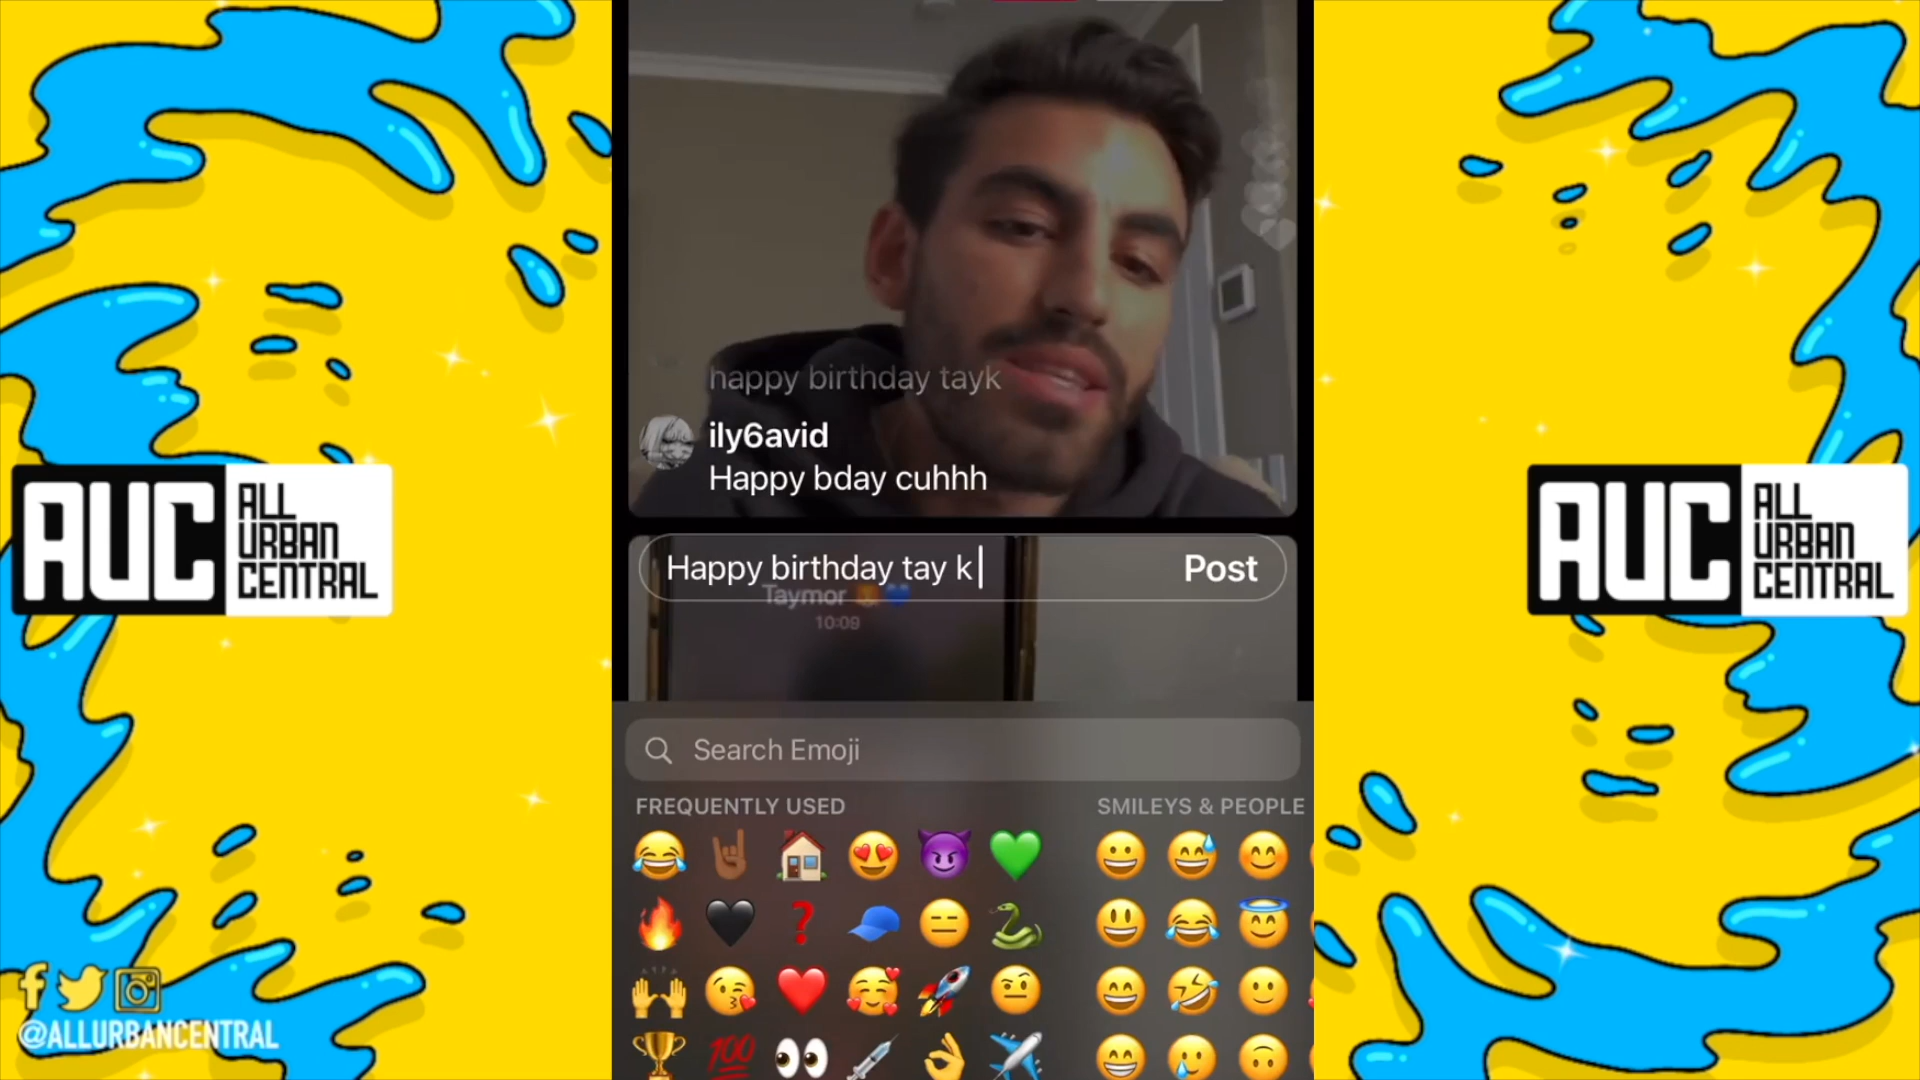 happy birthday tayk
ily6avid
Happy bday cuhhh
Happy birthday tay k
Post
Taymor
10:09
Search Emoji
FREQUENTLY USED
SMILEYS & PEOPLE
100
AUC
ALL
URBAN
CENTRAL
AUC
ALL
URBAN
CENTRAL
@ALLURBANCENTRAL